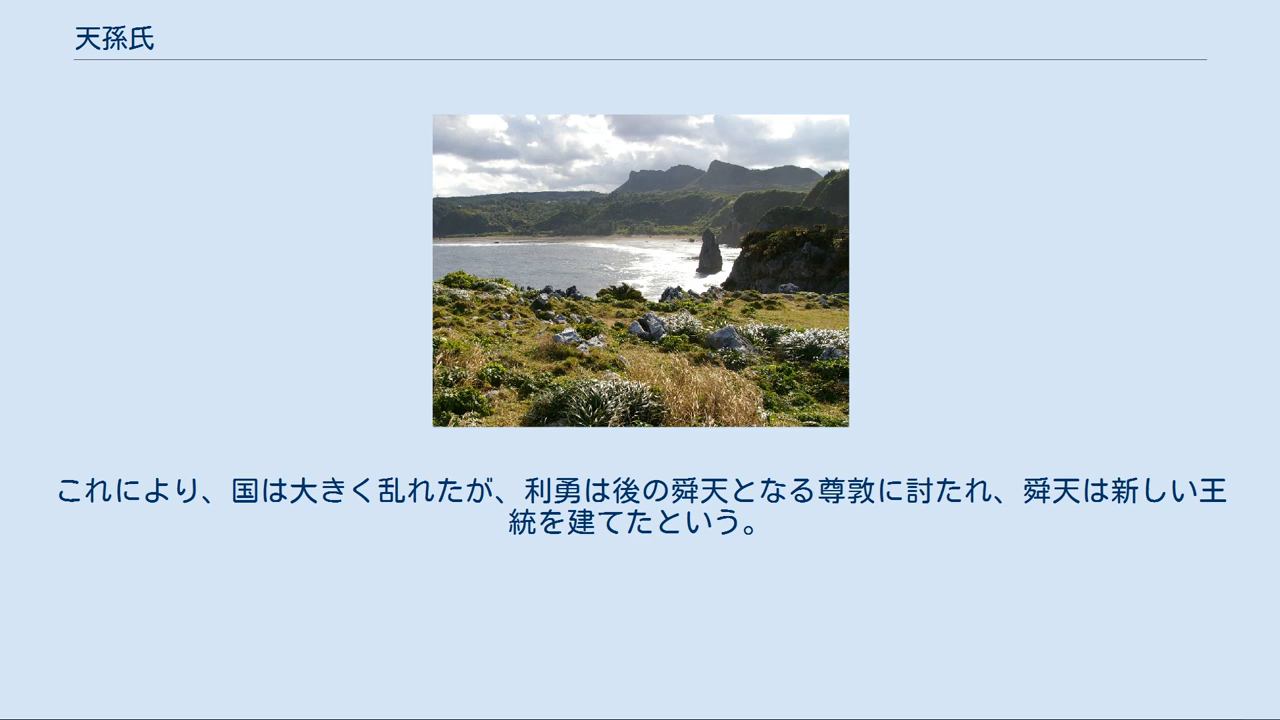 天孫氏
これにより、国は大きく乱れたが、利勇は後の舜天となる尊敦に討たれ、舜天は新しい王
統を建てたという。